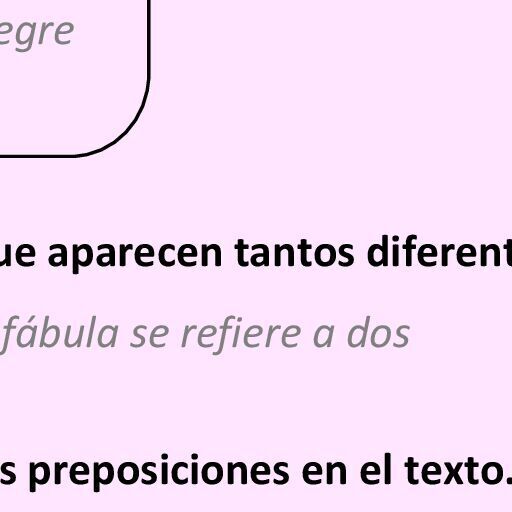 egre
ue aparecen tantos diferent
fábula se refiere a dos
s preposiciones en el texto.